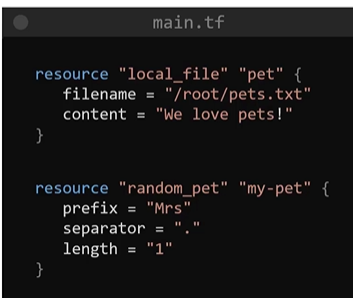 main.tf
resource "local_file" "pet" {
filename = "/root/pets.txt"
content = "We love pets!"
}
resource "random_pet" "my-pet" {
prefix = "Mrs"
separator = "."
length = "1"
}